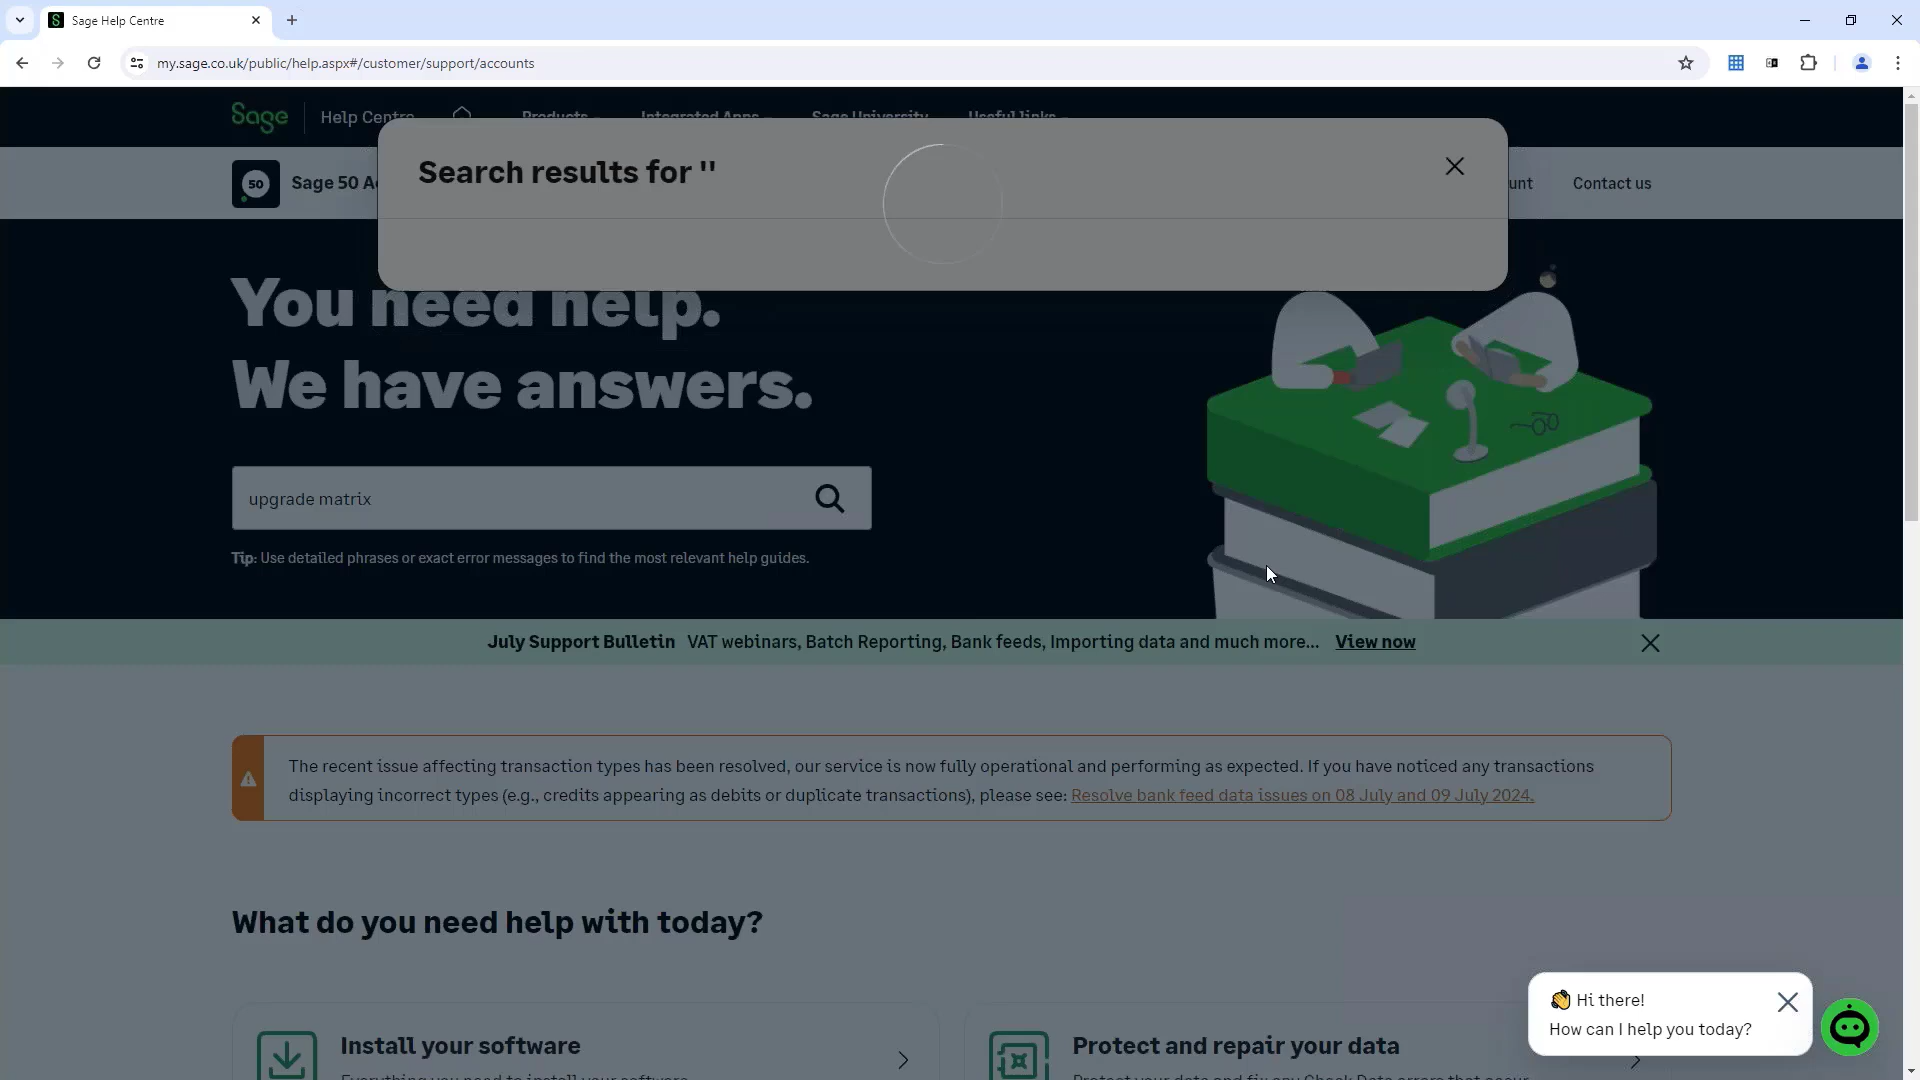 Sage Help Centre
my.sage.co.uk/public/help.aspx#/customer/support/accounts
Sage Help Centre Products Integrated Apps Sage University Useful links
Search results for ''
50 Sage 50 A
unt Contact us
You need help.
We have answers.
upgrade matrix
Tip: Use detailed phrases or exact error messages to find the most relevant help guides.
July Support Bulletin VAT webinars, Batch Reporting, Bank feeds, Importing data and much more... View now
The recent issue affecting transaction types has been resolved, our service is now fully operational and performing as expected. If you have noticed any transactions
displaying incorrect types (e.g., credits appearing as debits or duplicate transactions), please see: Resolve bank feed data issues on 08 July and 09 July 2024.
What do you need help with today?
Install your software
Everything you need to install your software
Protect and repair your data
Protect your data and fix any Check Data errors that occur
👋 Hi there!
How can I help you today?